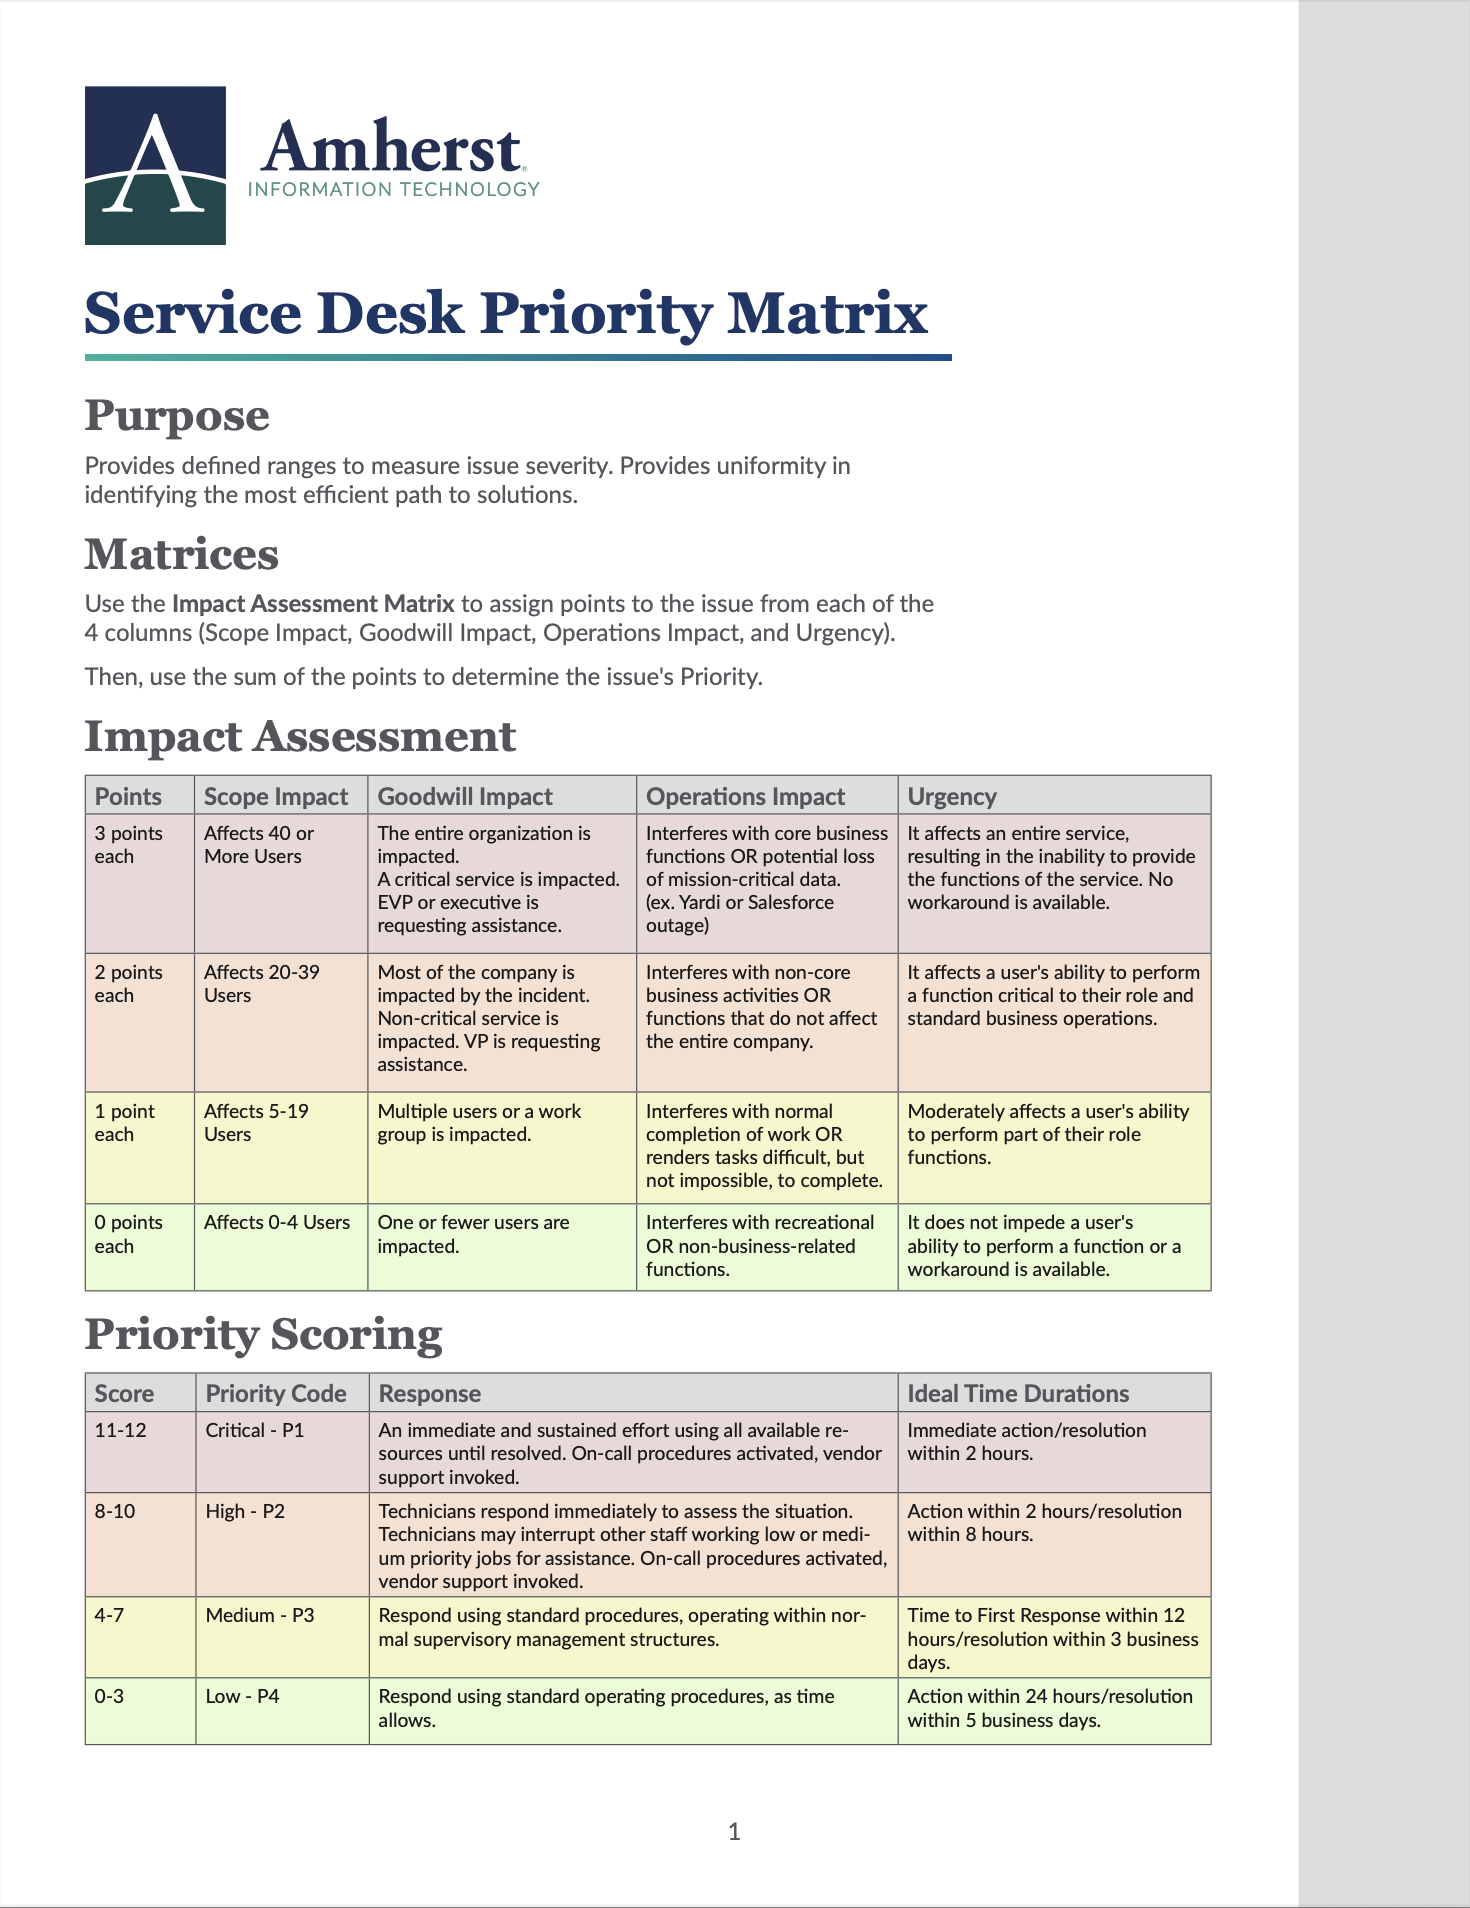 A
Amherst®
INFORMATION TECHNOLOGY
Service Desk Priority Matrix
Purpose
Provides defined ranges to measure issue severity. Provides uniformity in
identifying the most efficient path to solutions.
Matrices
Use the Impact Assessment Matrix to assign points to the issue from each of the
4 columns (Scope Impact, Goodwill Impact, Operations Impact, and Urgency).
Then, use the sum of the points to determine the issue's Priority.
Impact Assessment
Points
Scope Impact
Goodwill Impact
Operations Impact
Urgency
3 points
each
Affects 40 or
More Users
The entire organization is
impacted.
A critical service is impacted.
EVP or executive is
requesting assistance.
Interferes with core business
functions OR potential loss
of mission-critical data.
(ex. Yardi or Salesforce
outage)
It affects an entire service,
resulting in the inability to provide
the functions of the service. No
workaround is available.
2 points
each
Affects 20-39
Users
Most of the company is
impacted by the incident.
Non-critical service is
impacted. VP is requesting
assistance.
Interferes with non-core
business activities OR
functions that do not affect
the entire company.
It affects a user's ability to perform
a function critical to their role and
standard business operations.
1 point
each
Affects 5-19
Users
Multiple users or a work
group is impacted.
Interferes with normal
completion of work OR
renders tasks difficult, but
not impossible, to complete.
Moderately affects a user's ability
to perform part of their role
functions.
0 points
each
Affects 0-4 Users
One or fewer users are
impacted.
Interferes with recreational
OR non-business-related
functions.
It does not impede a user's
ability to perform a function or a
workaround is available.
Priority Scoring
Score
Priority Code
Response
Ideal Time Durations
11-12
Critical - P1
An immediate and sustained effort using all available re-
sources until resolved. On-call procedures activated, vendor
support invoked.
Immediate action/resolution
within 2 hours.
8-10
High - P2
Technicians respond immediately to assess the situation.
Technicians may interrupt other staff working low or medi-
um priority jobs for assistance. On-call procedures activated,
vendor support invoked.
Action within 2 hours/resolution
within 8 hours.
4-7
Medium - P3
Respond using standard procedures, operating within nor-
mal supervisory management structures.
Time to First Response within 12
hours/resolution within 3 business
days.
0-3
Low - P4
Respond using standard operating procedures, as time
allows.
Action within 24 hours/resolution
within 5 business days.
1